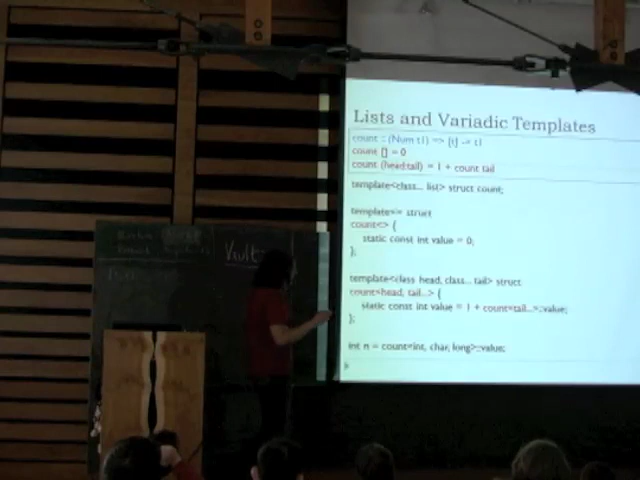 Lists and Variadic Templates
count :: (Num t1) => [t] -> t1
count [] = 0
count (head:tail) = 1 + count tail
template<class... list> struct count;
template<> struct
count<> {
static const int value = 0;
};
template<class head, class... tail> struct
count<head, tail...> {
static const int value = 1 + count<tail...>::value;
};
int n = count<int, char, long>::value;
Vault